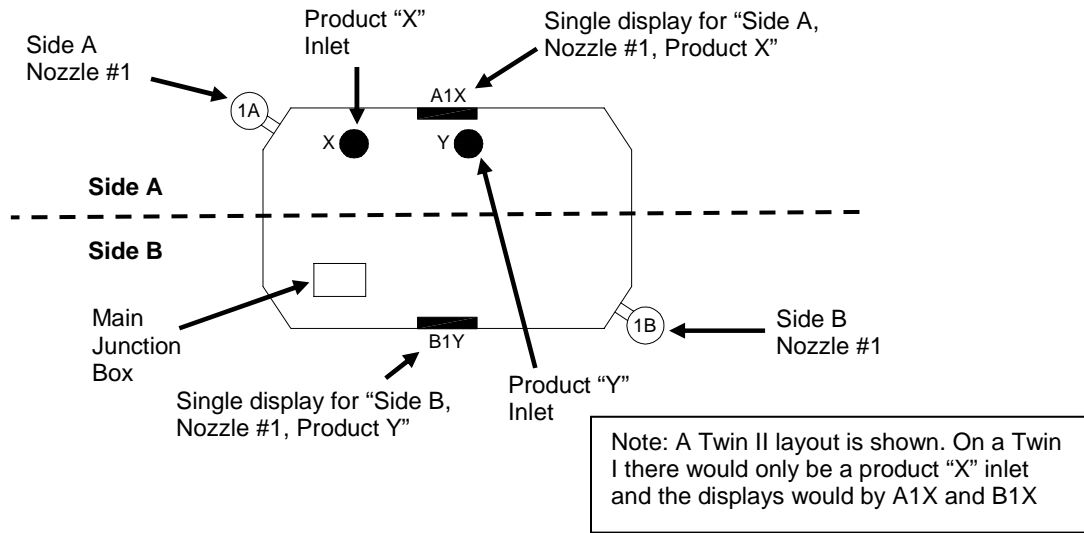 Product “X”
Inlet
Single display for “Side A,
Nozzle #1, Product X”
Side A
Nozzle #1
1A
A1X
X
Y
Side A
Side B
Main
Junction
Box
B1Y
1B
Side B
Nozzle #1
Single display for “Side B,
Nozzle #1, Product Y”
Product “Y”
Inlet
Note: A Twin II layout is shown. On a Twin
I there would only be a product “X” inlet
and the displays would by A1X and B1X